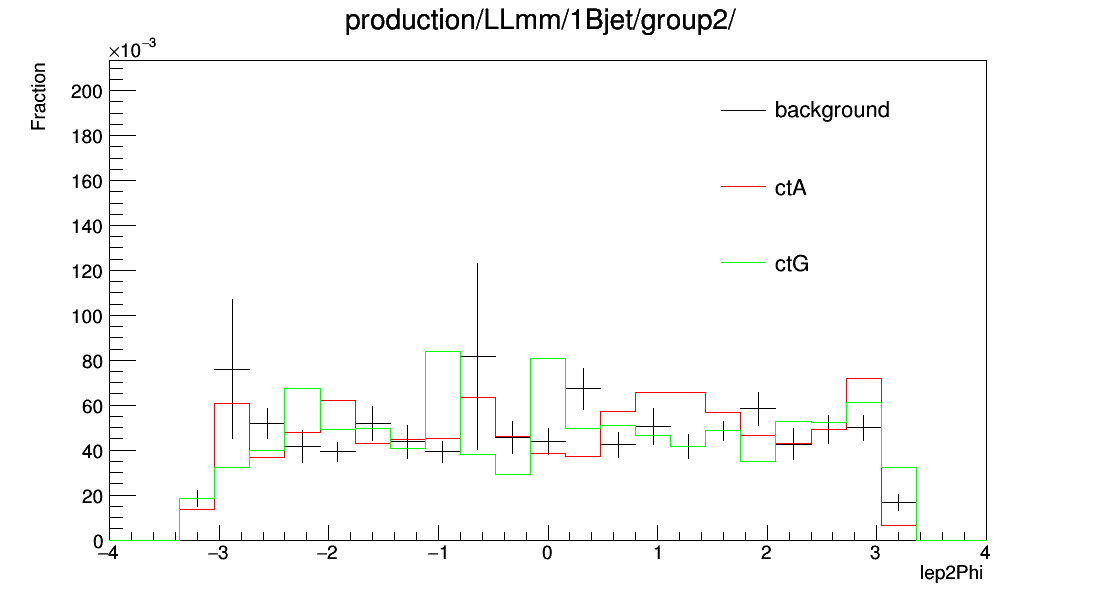 production/LLmm/1Bjet/group2/
×10−3
Fraction
200
180
160
140
120
100
80
60
40
20
0
background
ctA
ctG
−4 −3 −2 −1 0 1 2 3 4
lep2Phi